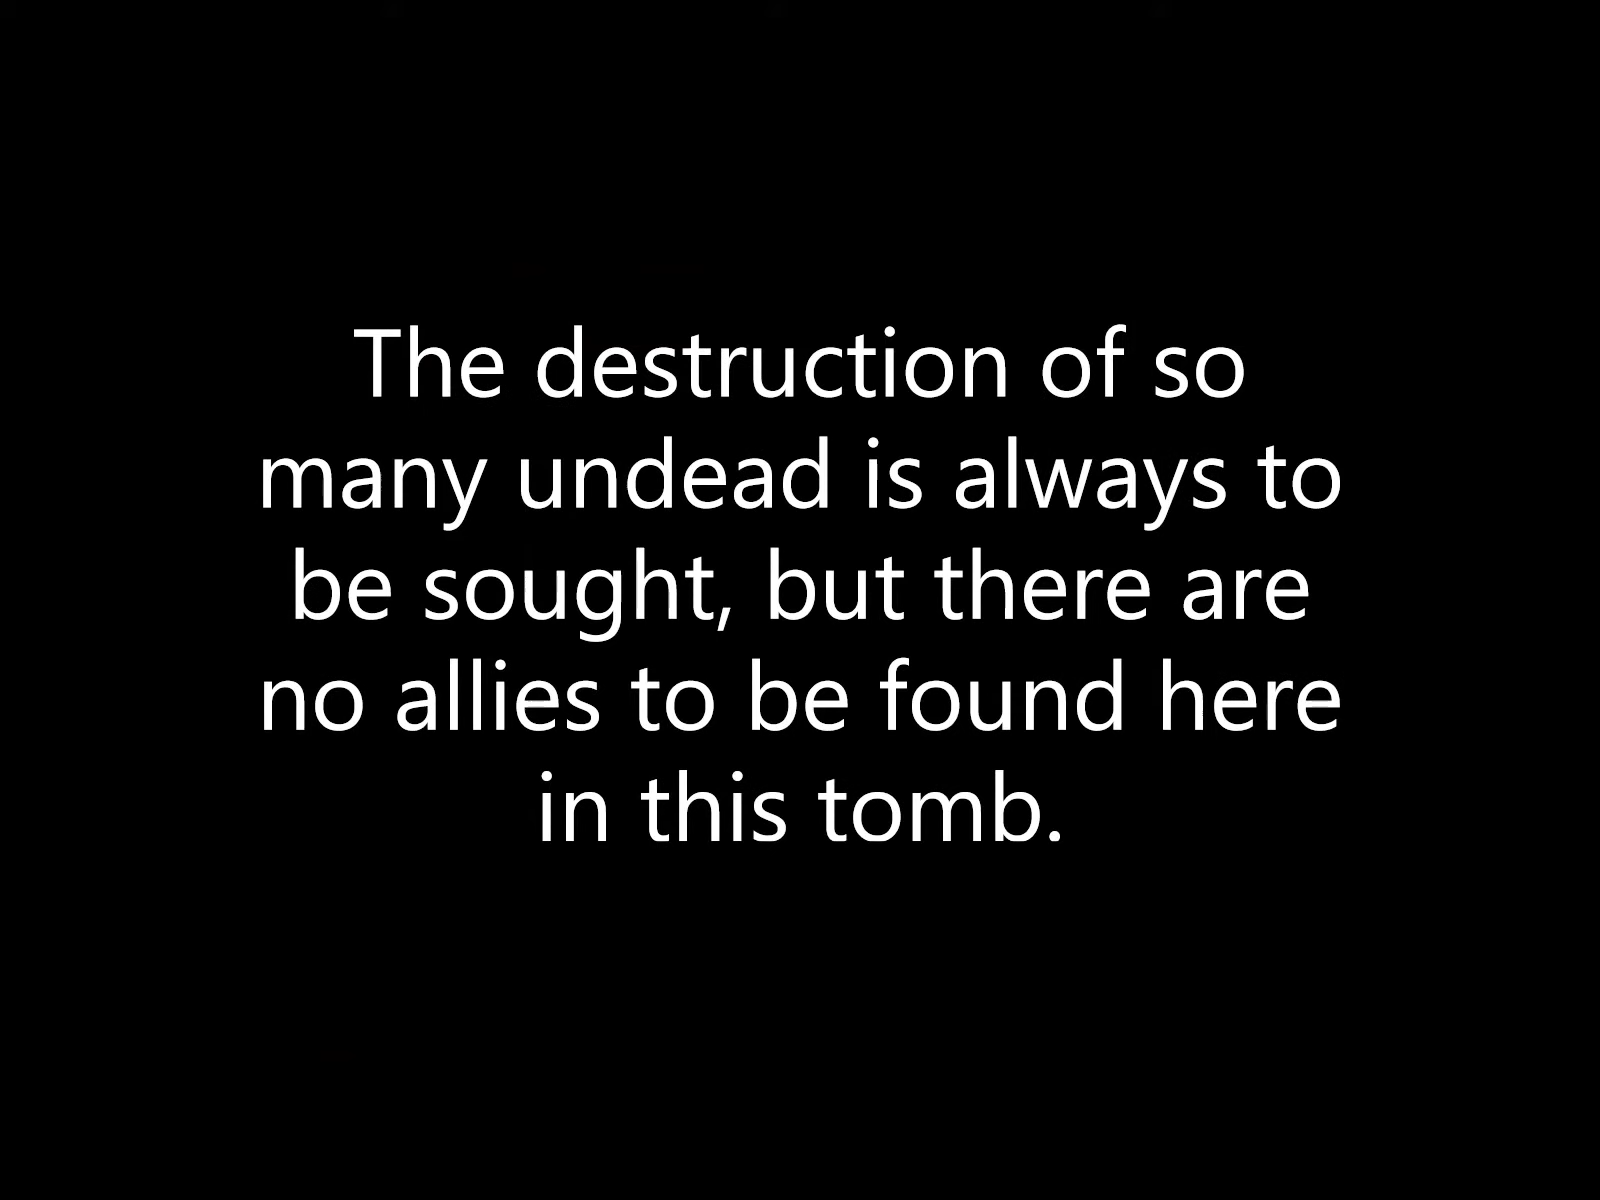 The destruction of so
many undead is always to
be sought, but there are
no allies to be found here
in this tomb.